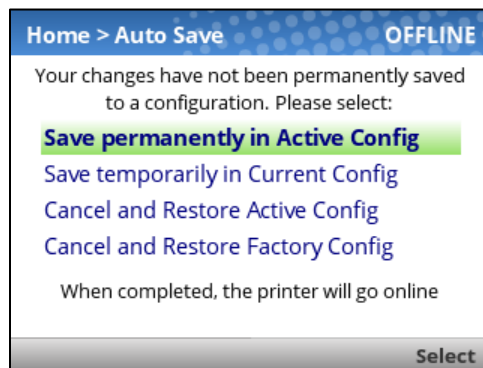 Home > Auto Save OFFLINE
Your changes have not been permanently saved
to a configuration. Please select:
Save permanently in Active Config
Save temporarily in Current Config
Cancel and Restore Active Config
Cancel and Restore Factory Config
When completed, the printer will go online
Select